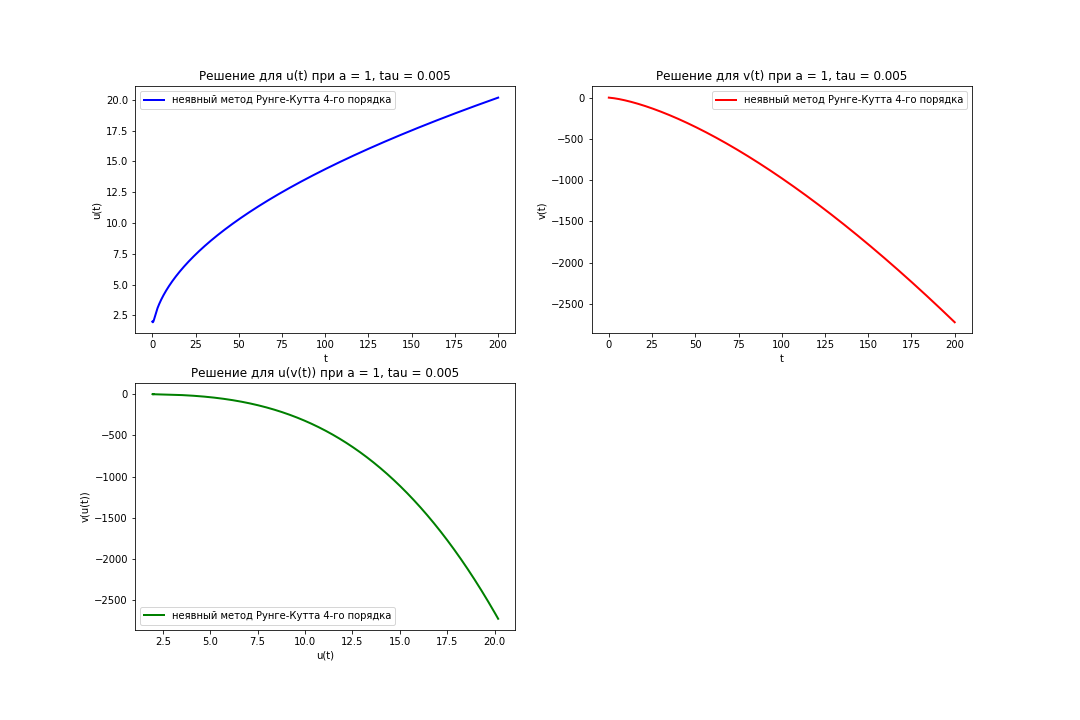 Решение для u(t) при a = 1, tau = 0.005
неявный метод Рунге-Кутта 4-го порядка
20.0
17.5
15.0
12.5
10.0
7.5
5.0
2.5
u(t)
0 25 50 75 100 125 150 175 200
t
Решение для v(t) при a = 1, tau = 0.005
неявный метод Рунге-Кутта 4-го порядка
0
−500
−1000
−1500
−2000
−2500
v(t)
0 25 50 75 100 125 150 175 200
t
Решение для u(v(t)) при a = 1, tau = 0.005
0
−500
−1000
−1500
−2000
−2500
v(u(t))
неявный метод Рунге-Кутта 4-го порядка
2.5 5.0 7.5 10.0 12.5 15.0 17.5 20.0
u(t)